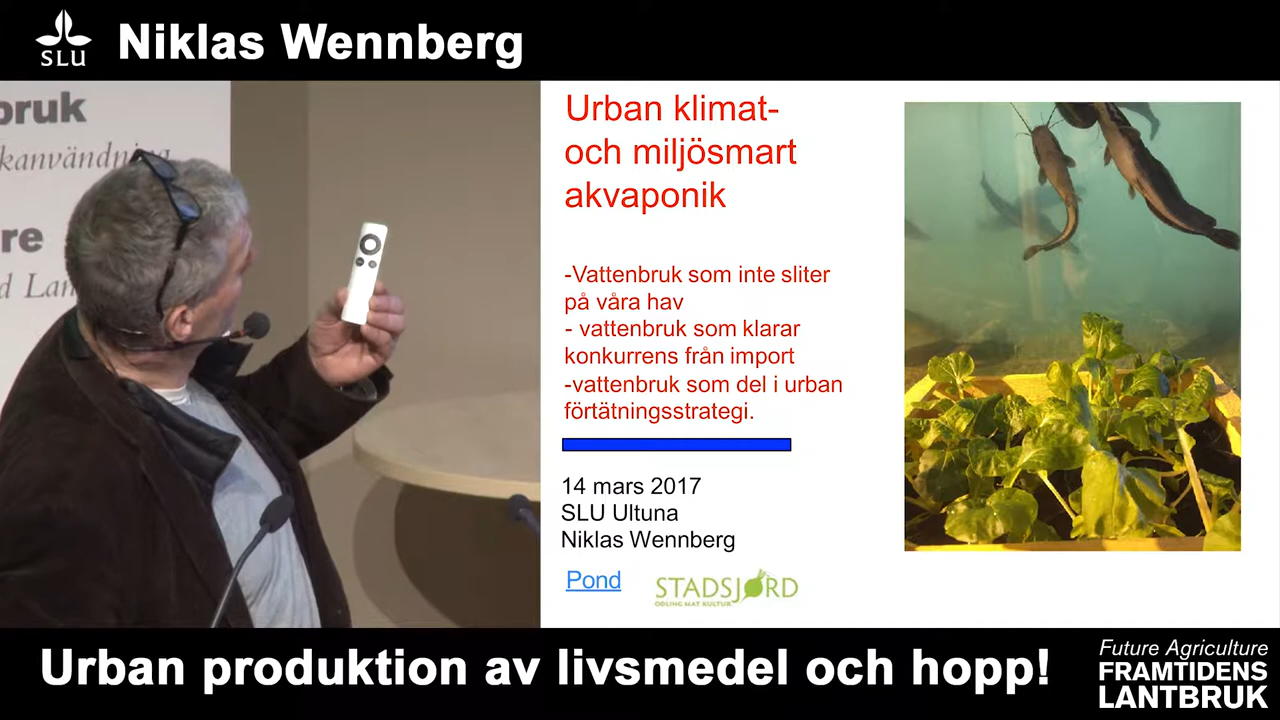 SLU
Niklas Wennberg
bruk
kanvändning
re
d Lan
Urban klimat-
och miljösmart
akvaponik
-Vattenbruk som inte sliter
på våra hav
- vattenbruk som klarar
konkurrens från import
-vattenbruk som del i urban
förtätningsstrategi.
14 mars 2017
SLU Ultuna
Niklas Wennberg
Pond
STADSJORD
ODLING MAT KULTUR
Urban produktion av livsmedel och hopp!
Future Agriculture
FRAMTIDENS
LANTBRUK